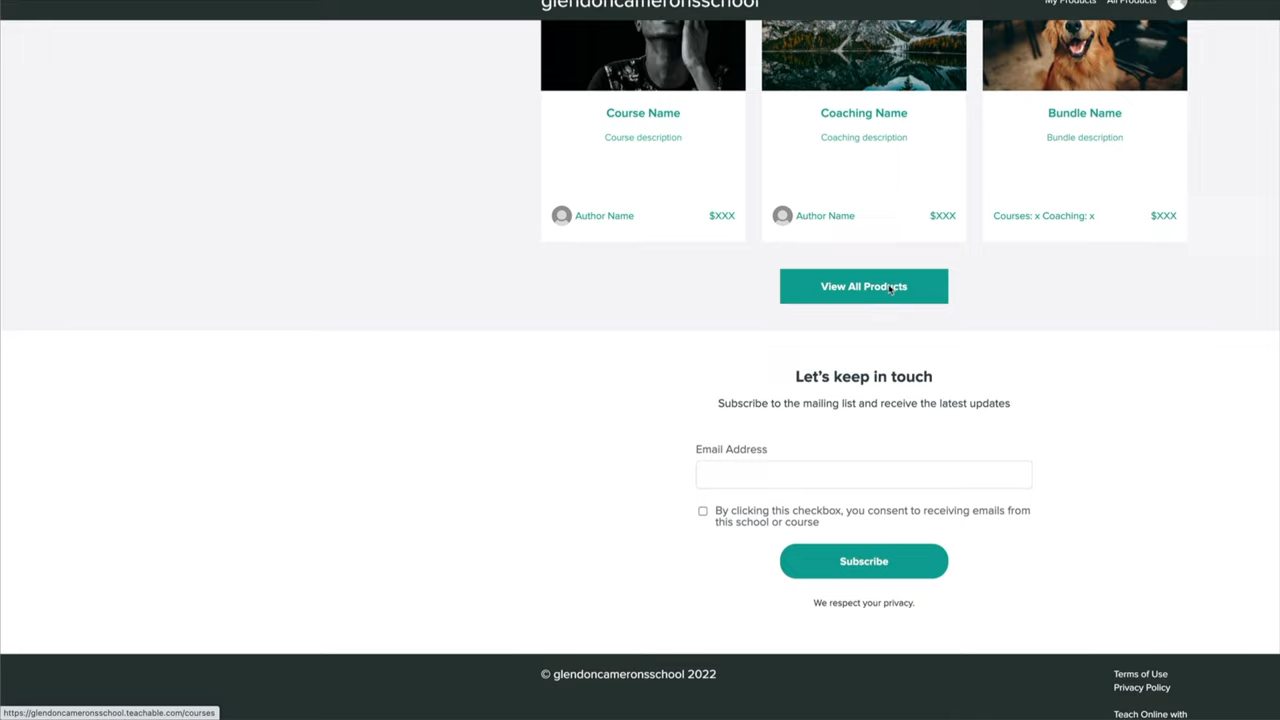 glendoncameronsschool
My Products All Products
Course Name
Course description
Author Name $XXX
Coaching Name
Coaching description
Author Name $XXX
Bundle Name
Bundle description
Courses: x Coaching: x $XXX
View All Products
Let's keep in touch
Subscribe to the mailing list and receive the latest updates
Email Address
By clicking this checkbox, you consent to receiving emails from
this school or course
Subscribe
We respect your privacy.
© glendoncameronsschool 2022
Terms of Use
Privacy Policy
Teach Online with
https://glendoncameronsschool.teachable.com/courses